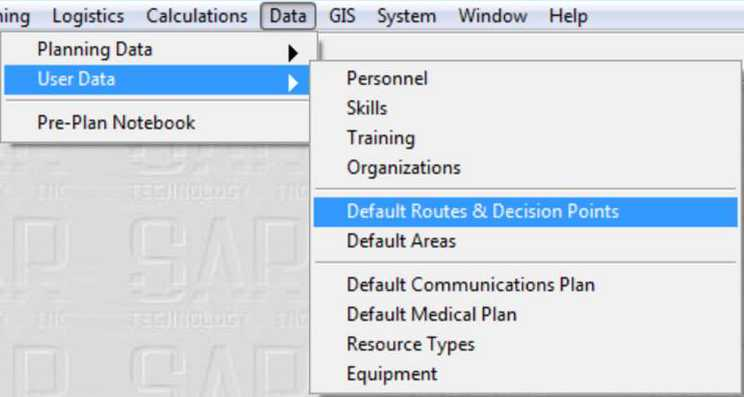 ning Logistics Calculations Data GIS System Window Help
Planning Data
User Data
Pre-Plan Notebook
Personnel
Skills
Training
Organizations
Default Routes & Decision Points
Default Areas
Default Communications Plan
Default Medical Plan
Resource Types
Equipment